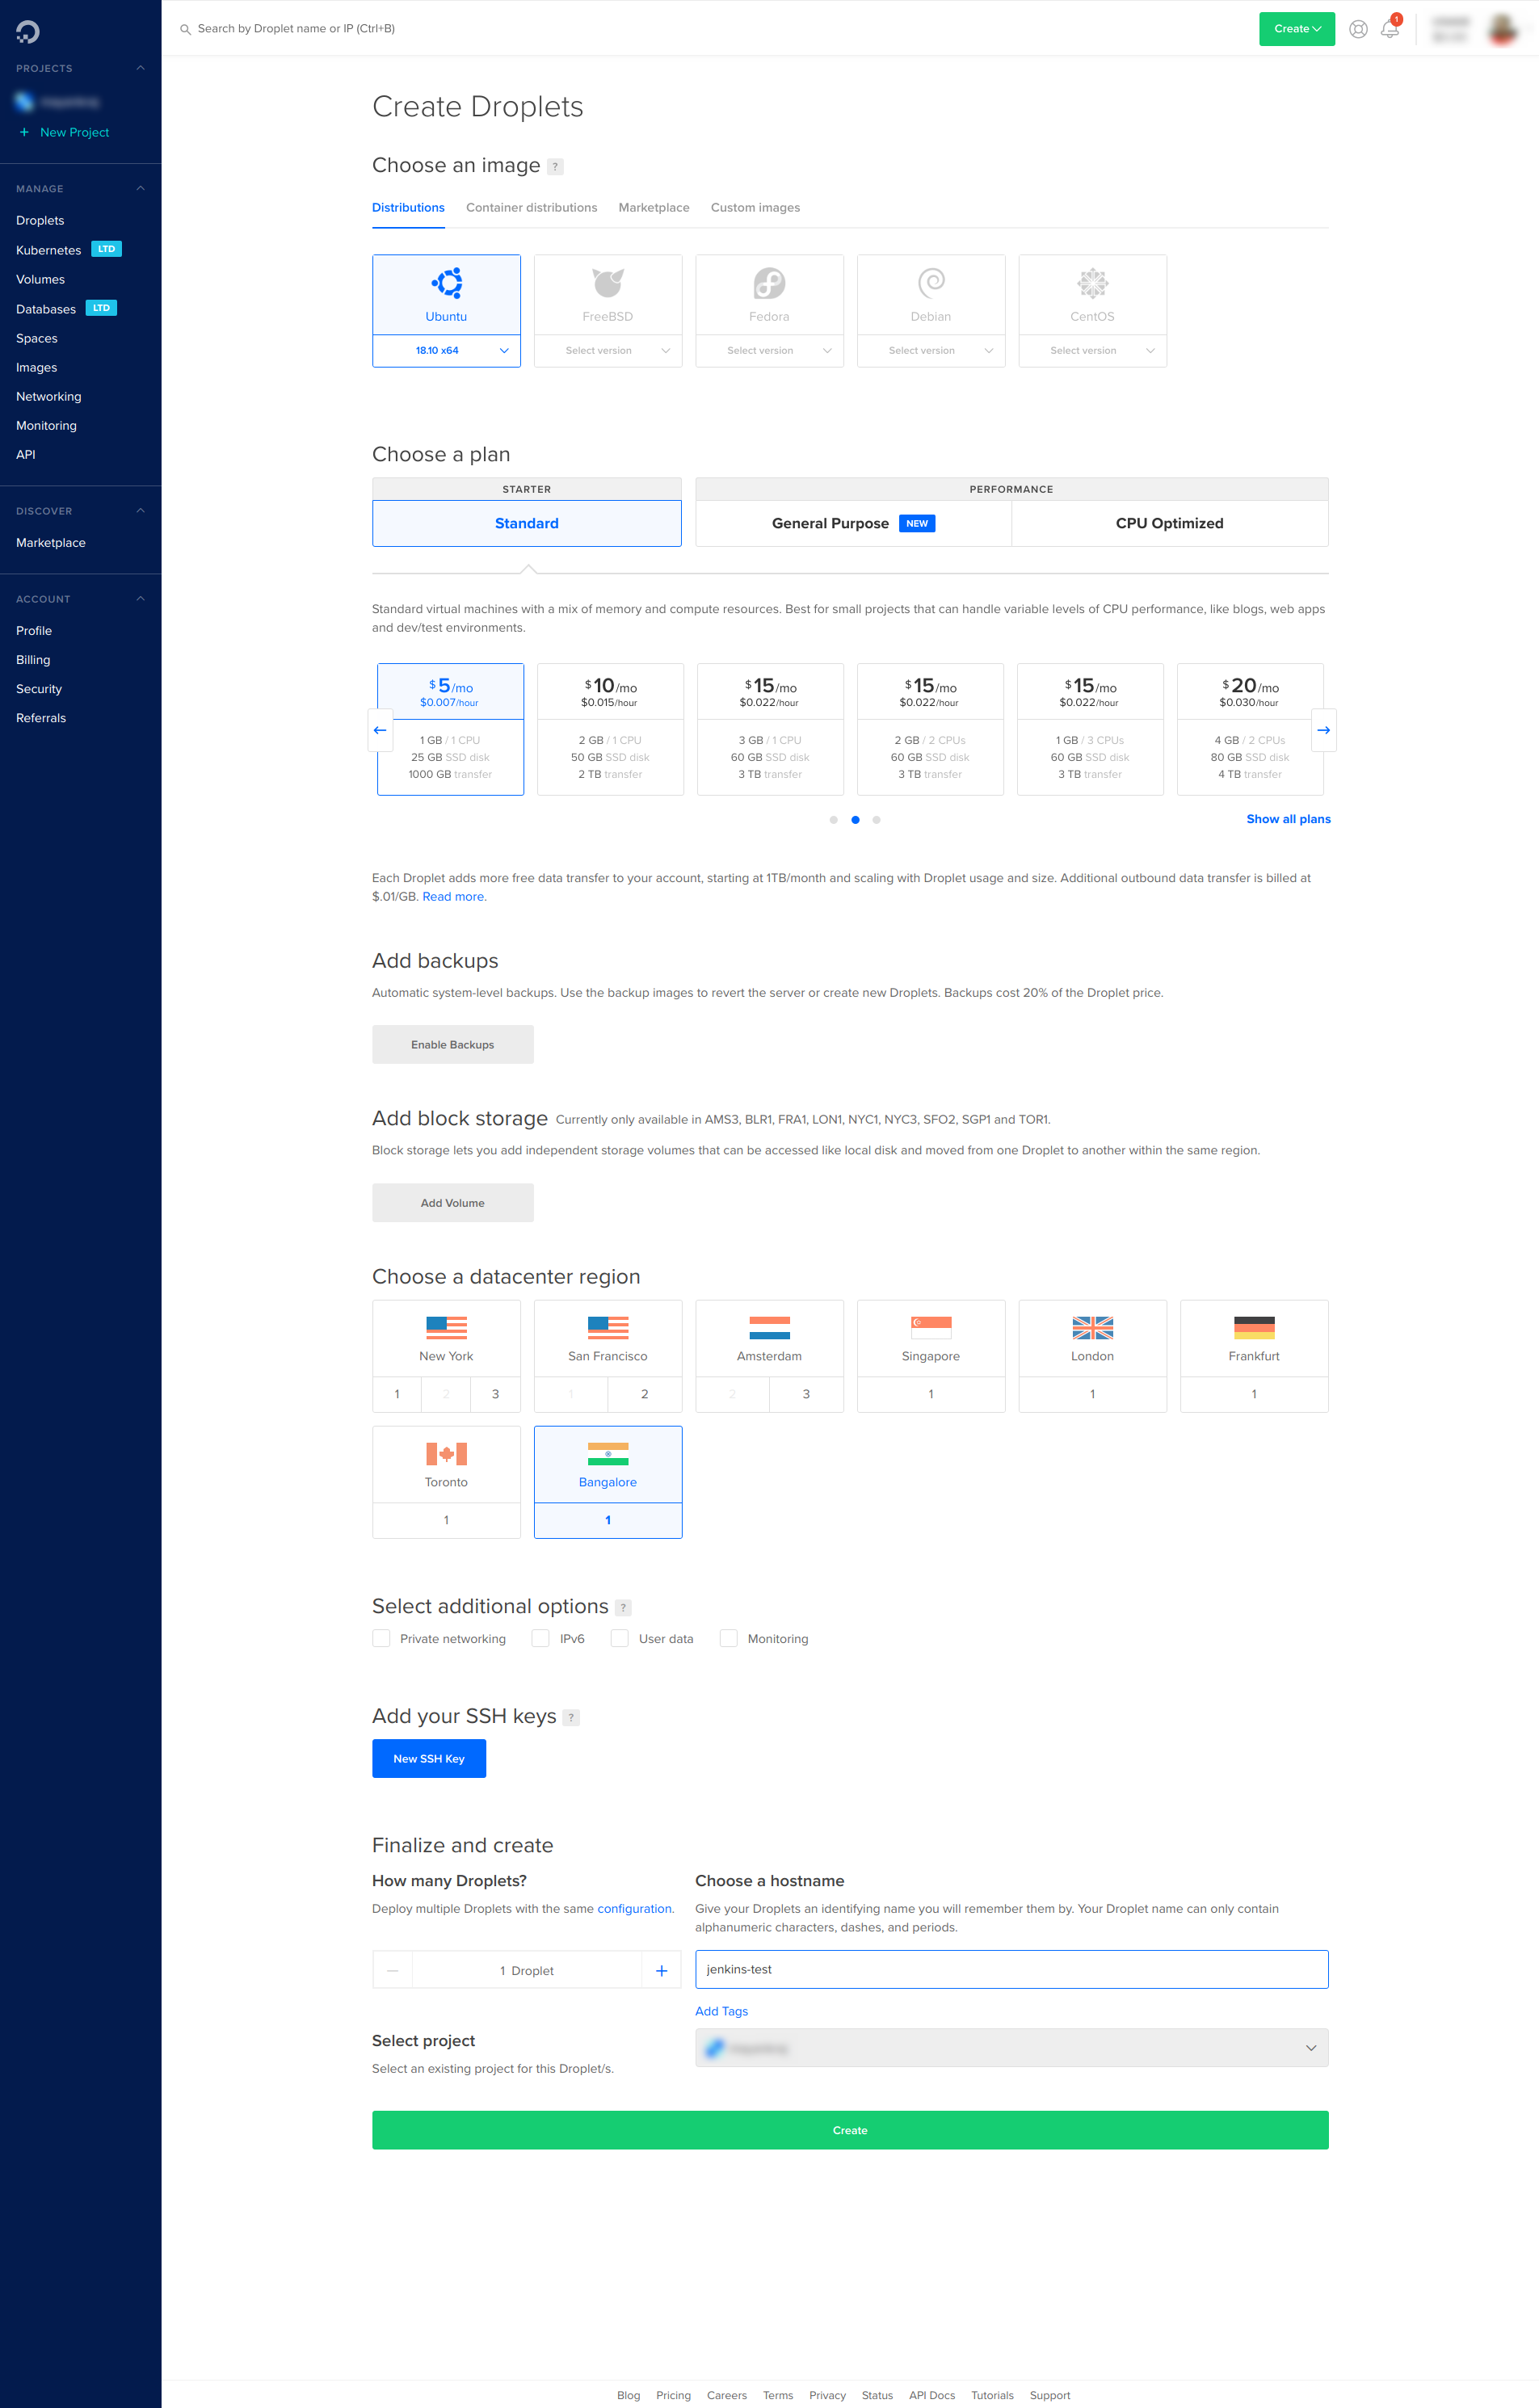 Search by Droplet name or IP (Ctrl+B)
Create
1
PROJECTS
+ New Project
MANAGE
Droplets
Kubernetes LTD
Volumes
Databases LTD
Spaces
Images
Networking
Monitoring
API
DISCOVER
Marketplace
ACCOUNT
Profile
Billing
Security
Referrals
Create Droplets
Choose an image ?
Distributions Container distributions Marketplace Custom images
Ubuntu FreeBSD Fedora Debian CentOS
18.10 x64 Select version Select version Select version Select version
Choose a plan
STARTER PERFORMANCE
Standard General Purpose NEW CPU Optimized
Standard virtual machines with a mix of memory and compute resources. Best for small projects that can handle variable levels of CPU performance, like blogs, web apps
and dev/test environments.
$5/mo $10/mo $15/mo $15/mo $15/mo $20/mo
$0.007/hour $0.015/hour $0.022/hour $0.022/hour $0.022/hour $0.030/hour
1 GB / 1 CPU 2 GB / 1 CPU 3 GB / 1 CPU 2 GB / 2 CPUs 1 GB / 3 CPUs 4 GB / 2 CPUs
25 GB SSD disk 50 GB SSD disk 60 GB SSD disk 60 GB SSD disk 60 GB SSD disk 80 GB SSD disk
1000 GB transfer 2 TB transfer 3 TB transfer 3 TB transfer 3 TB transfer 4 TB transfer
Show all plans
Each Droplet adds more free data transfer to your account, starting at 1TB/month and scaling with Droplet usage and size. Additional outbound data transfer is billed at
$.01/GB. Read more.
Add backups
Automatic system-level backups. Use the backup images to revert the server or create new Droplets. Backups cost 20% of the Droplet price.
Enable Backups
Add block storage Currently only available in AMS3, BLR1, FRA1, LON1, NYC1, NYC3, SFO2, SGP1 and TOR1.
Block storage lets you add independent storage volumes that can be accessed like local disk and moved from one Droplet to another within the same region.
Add Volume
Choose a datacenter region
New York San Francisco Amsterdam Singapore London Frankfurt
1 2 3 1 2 2 3 1 1 1
Toronto Bangalore
1 1
Select additional options ?
Private networking IPv6 User data Monitoring
Add your SSH keys ?
New SSH Key
Finalize and create
How many Droplets? Choose a hostname
Deploy multiple Droplets with the same configuration. Give your Droplets an identifying name you will remember them by. Your Droplet name can only contain
alphanumeric characters, dashes, and periods.
— 1 Droplet + jenkins-test
Add Tags
Select project
Select an existing project for this Droplet/s.
Create
Blog Pricing Careers Terms Privacy Status API Docs Tutorials Support